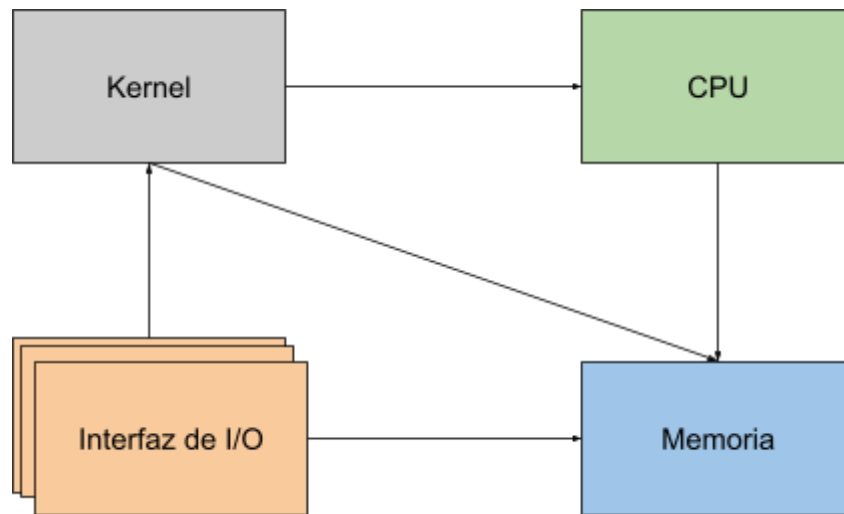 Kernel
CPU
Interfaz de I/O
Memoria